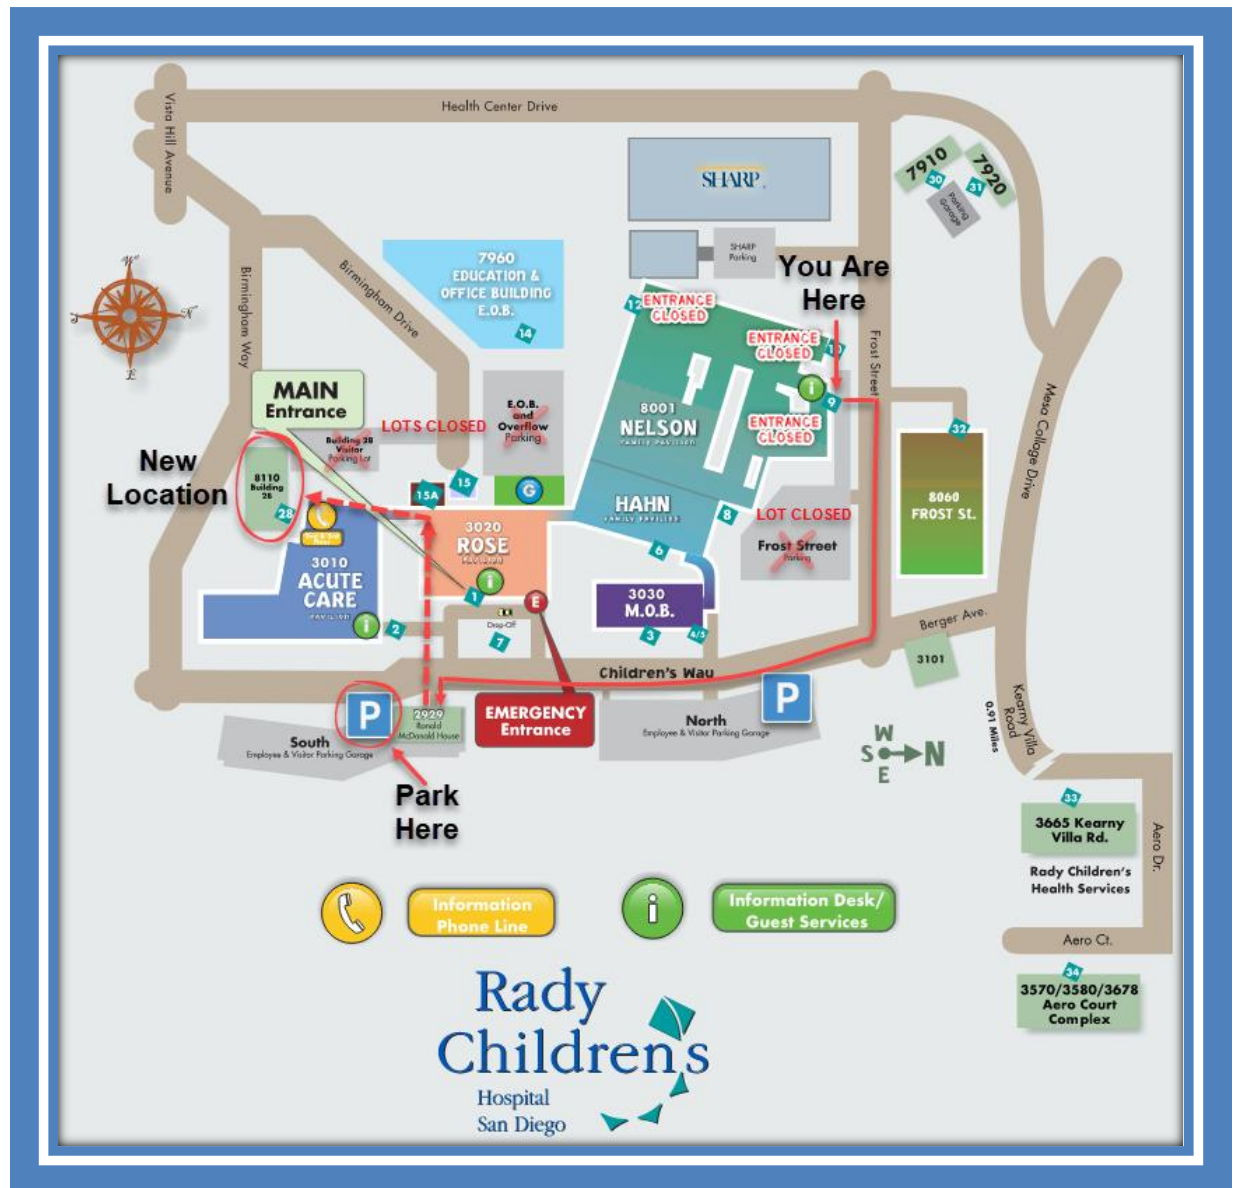 Health Center Drive
Vista Hill Avenue
SHARP
7910
30
7920
31
Parking
Garage
W
N
S
E
Birmingham Way
Birmingham Drive
7960
EDUCATION &
OFFICE BUILDING
E.O.B.
14
SHARP
Parking
You Are
Here
12
ENTRANCE
CLOSED
ENTRANCE
CLOSED
Frost Street
i
9
Mesa College Drive
MAIN
Entrance
LOTS CLOSED
E.O.B.
and
Overflow
Parking
Building 28
Visitor
Parking Lot
8001
NELSON
FAMILY PAVILION
ENTRANCE
CLOSED
32
New
Location
8110
Building
28
28
15A
15
G
HAHN
FAMILY PAVILION
8
LOT CLOSED
8060
FROST St.
3020
ROSE
PAVILION
i
1
6
Frost Street
Parking
3010
ACUTE
CARE
PAVILION
i
2
E
Drop-Off
7
3030
M.O.B.
3
4/5
Berger Ave.
3101
Children's Way
P
2929
Ronald
McDonald House
EMERGENCY
Entrance
P
North
Employee & Visitor Parking Garage
South
Employee & Visitor Parking Garage
Kearny Villa
Road
0.91 Miles
W
S
N
E
Park
Here
33
3665 Kearny
Villa Rd.
Rady Children's
Health Services
Aero Dr.
Information
Phone Line
i
Information Desk/
Guest Services
Aero Ct.
34
3570/3580/3678
Aero Court
Complex
Rady
Children's
Hospital
San Diego